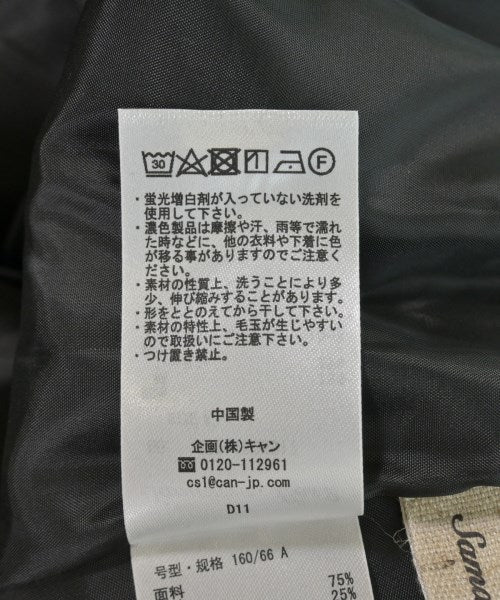 30 F
・蛍光増白剤が入っていない洗剤を
使用して下さい。
・濃色製品は摩擦や汗、雨等で濡れ
た時などに、他の衣料や下着に色
が移る事がありますのでご注意く
ださい。
・素材の性質上、洗うことにより多
少、伸び縮みすることがあります。
・形をととのえてから干して下さい。
・素材の特性上、毛玉が生じやすい
ので取扱いにご注意して下さい。
・つけ置き禁止。
中国製
企画(株)キャン
0120-112961
cs1@can-jp.com
D11
号型・规格 160/66 A
面料 75%
25%
Samo